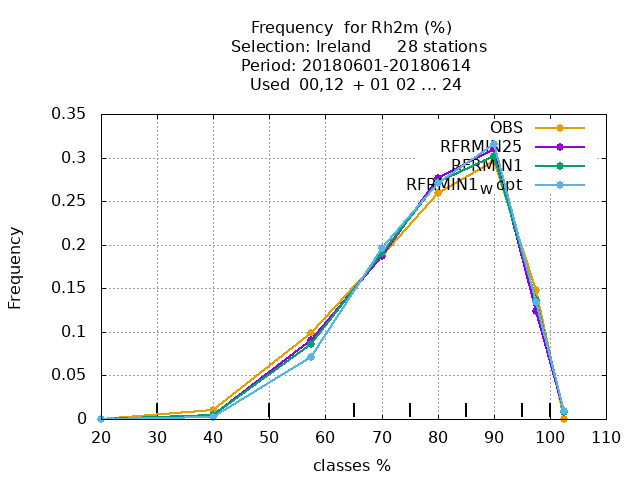 Frequency for Rh2m (%)
Selection: Ireland 28 stations
Period: 20180601-20180614
Used 00,12 + 01 02 ... 24
0.35
0.3
0.25
0.2
0.15
0.1
0.05
0
Frequency
OBS
RFRMIN25
RFRMIN1
RFRMIN1w opt
20 30 40 50 60 70 80 90 100 110
classes %